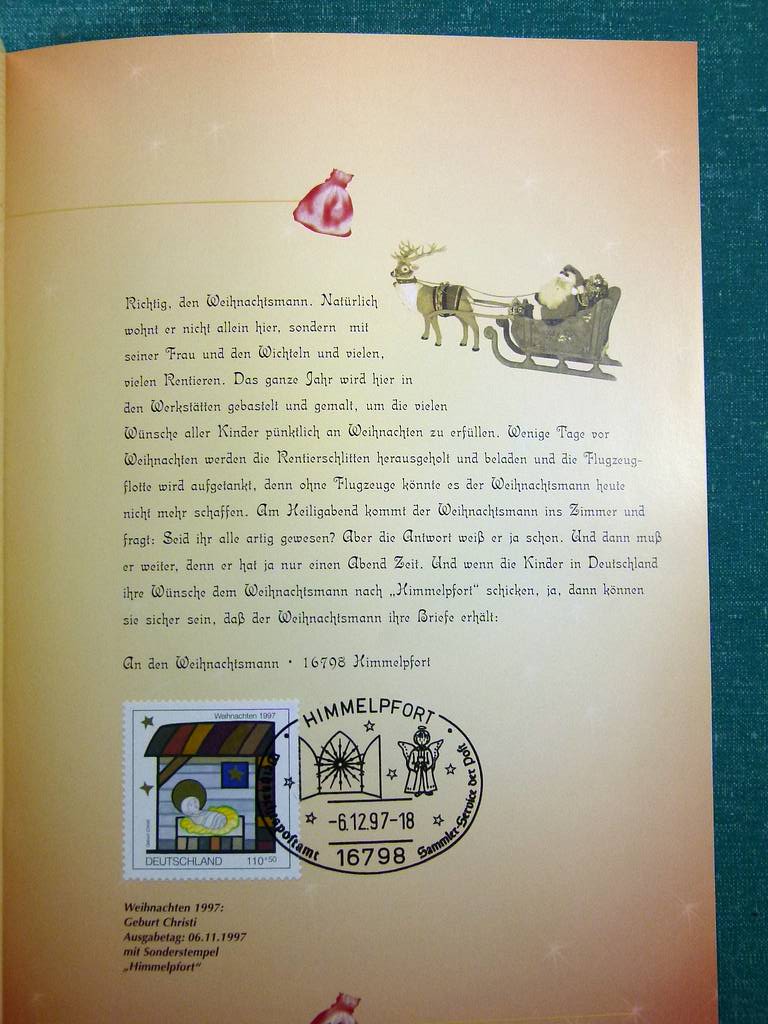 Richtig, den Weihnachtsmann. Natürlich
wohnt er nicht allein hier, sondern mit
seiner Frau und den Wichteln und vielen,
vielen Rentieren. Das ganze Jahr wird hier in
den Werkstätten gebastelt und gemalt, um die vielen
Wünsche aller Kinder pünktlich an Weihnachten zu erfüllen. Wenige Tage vor
Weihnachten werden die Rentierschlitten herausgeholt und beladen und die Flugzeug-
flotte wird aufgetankt, denn ohne Flugzeuge könnte es der Weihnachtsmann heute
nicht mehr schaffen. Am Heiligabend kommt der Weihnachtsmann ins Zimmer und
fragt: Seid ihr alle artig gewesen? Aber die Antwort weiß er ja schon. Und dann muß
er weiter, denn er hat ja nur einen Abend Zeit. Und wenn die Kinder in Deutschland
ihre Wünsche dem Weihnachtsmann nach „Himmelpfort“ schicken, ja, dann können
sie sicher sein, daß der Weihnachtsmann ihre Briefe erhält:
An den Weihnachtsmann · 16798 Himmelpfort
Weihnachten 1997
DEUTSCHLAND 110+50
HIMMELPFORT
-6.12.97-18
16798
Sammler-Service der Post
Weihnachten 1997:
Geburt Christi
Ausgabetag: 06.11.1997
mit Sonderstempel
„Himmelpfort“